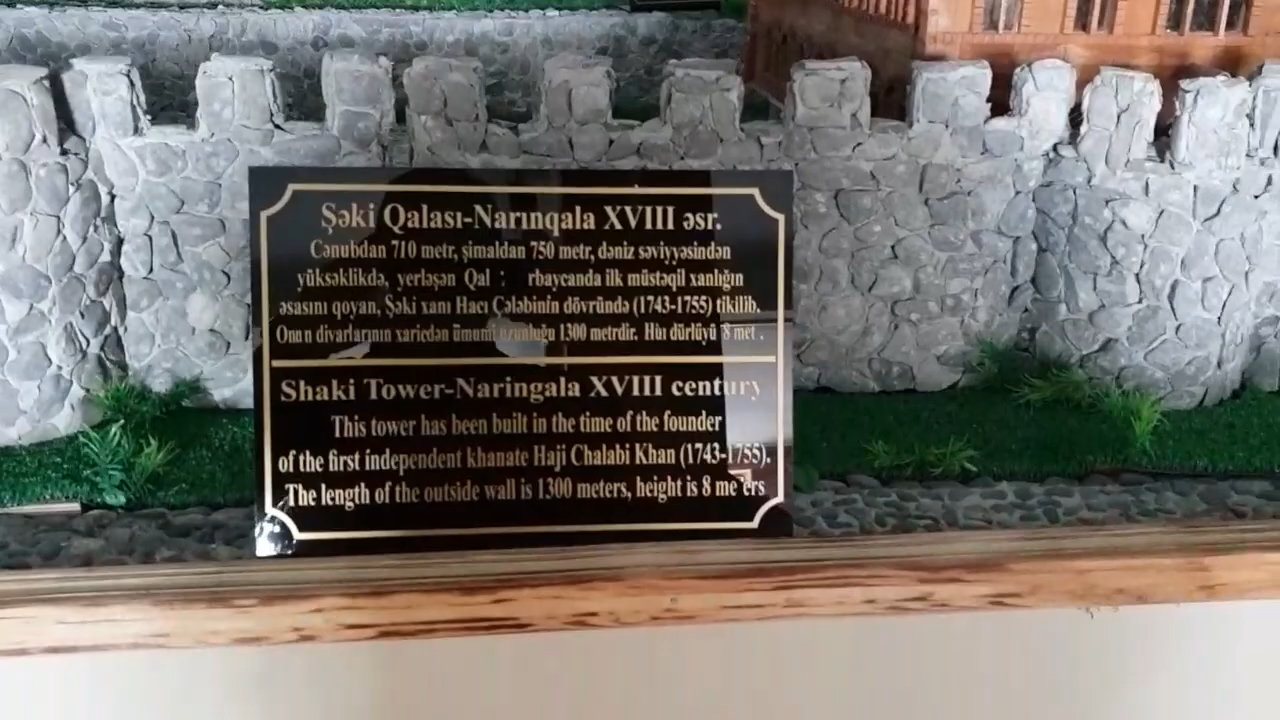 Şəki Qalası-Narınqala XVIII əsr.
Cənubdan 710 metr, şimaldan 750 metr, dəniz səviyyəsindən
yüksəklikdə, yerləşən Qal rbaycanda ilk müstəqil xanlığın
əsasını qoyan, Şəki xanı Hacı Çələbinin dövründə (1743-1755) tikilib.
Onun divarlarının xaricdən ümumi uzunluğu 1300 metrdir. 8 met .
Shaki Tower-Naringala XVIII century
This tower has been built in the time of the founder
of the first independent khanate Haji Chalabi Khan (1743-1755).
The length of the outside wall is 1300 meters, height is 8 me ers